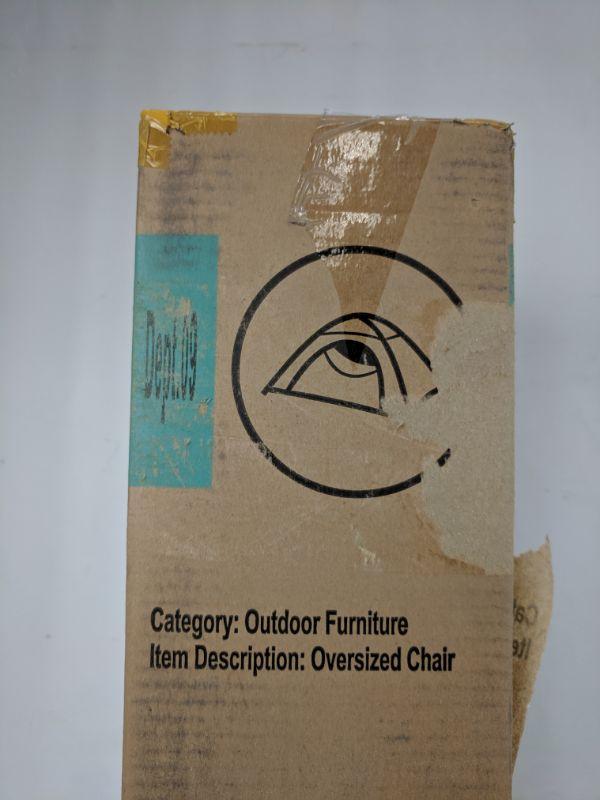 Dept.09
Category: Outdoor Furniture
Item Description: Oversized Chair